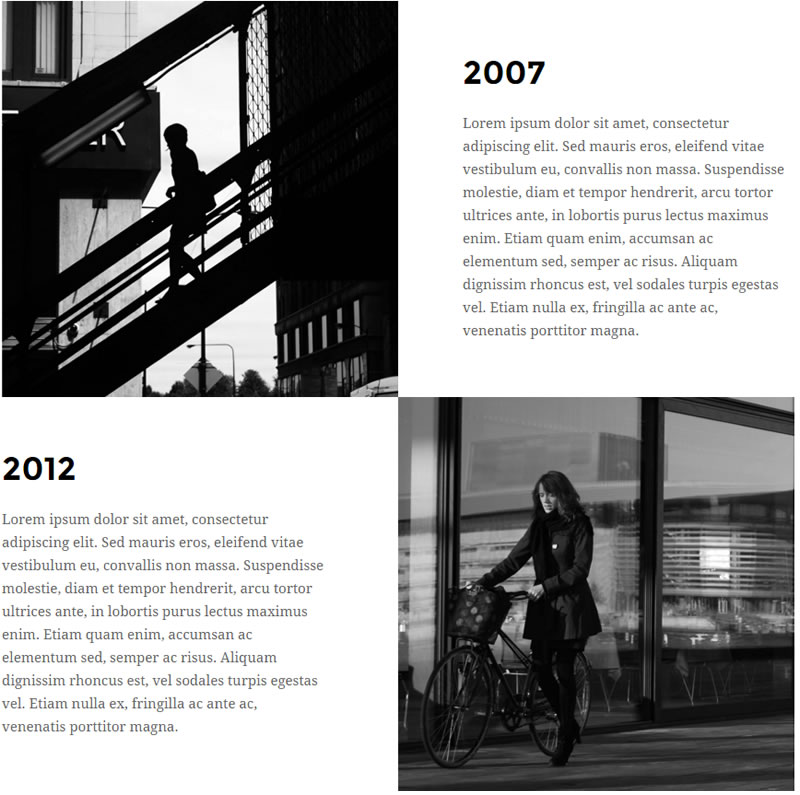 2007
Lorem ipsum dolor sit amet, consectetur
adipiscing elit. Sed mauris eros, eleifend vitae
vestibulum eu, convallis non massa. Suspendisse
molestie, diam et tempor hendrerit, arcu tortor
ultrices ante, in lobortis purus lectus maximus
enim. Etiam quam enim, accumsan ac
elementum sed, semper ac risus. Aliquam
dignissim rhoncus est, vel sodales turpis egestas
vel. Etiam nulla ex, fringilla ac ante ac,
venenatis porttitor magna.
2012
Lorem ipsum dolor sit amet, consectetur
adipiscing elit. Sed mauris eros, eleifend vitae
vestibulum eu, convallis non massa. Suspendisse
molestie, diam et tempor hendrerit, arcu tortor
ultrices ante, in lobortis purus lectus maximus
enim. Etiam quam enim, accumsan ac
elementum sed, semper ac risus. Aliquam
dignissim rhoncus est, vel sodales turpis egestas
vel. Etiam nulla ex, fringilla ac ante ac,
venenatis porttitor magna.